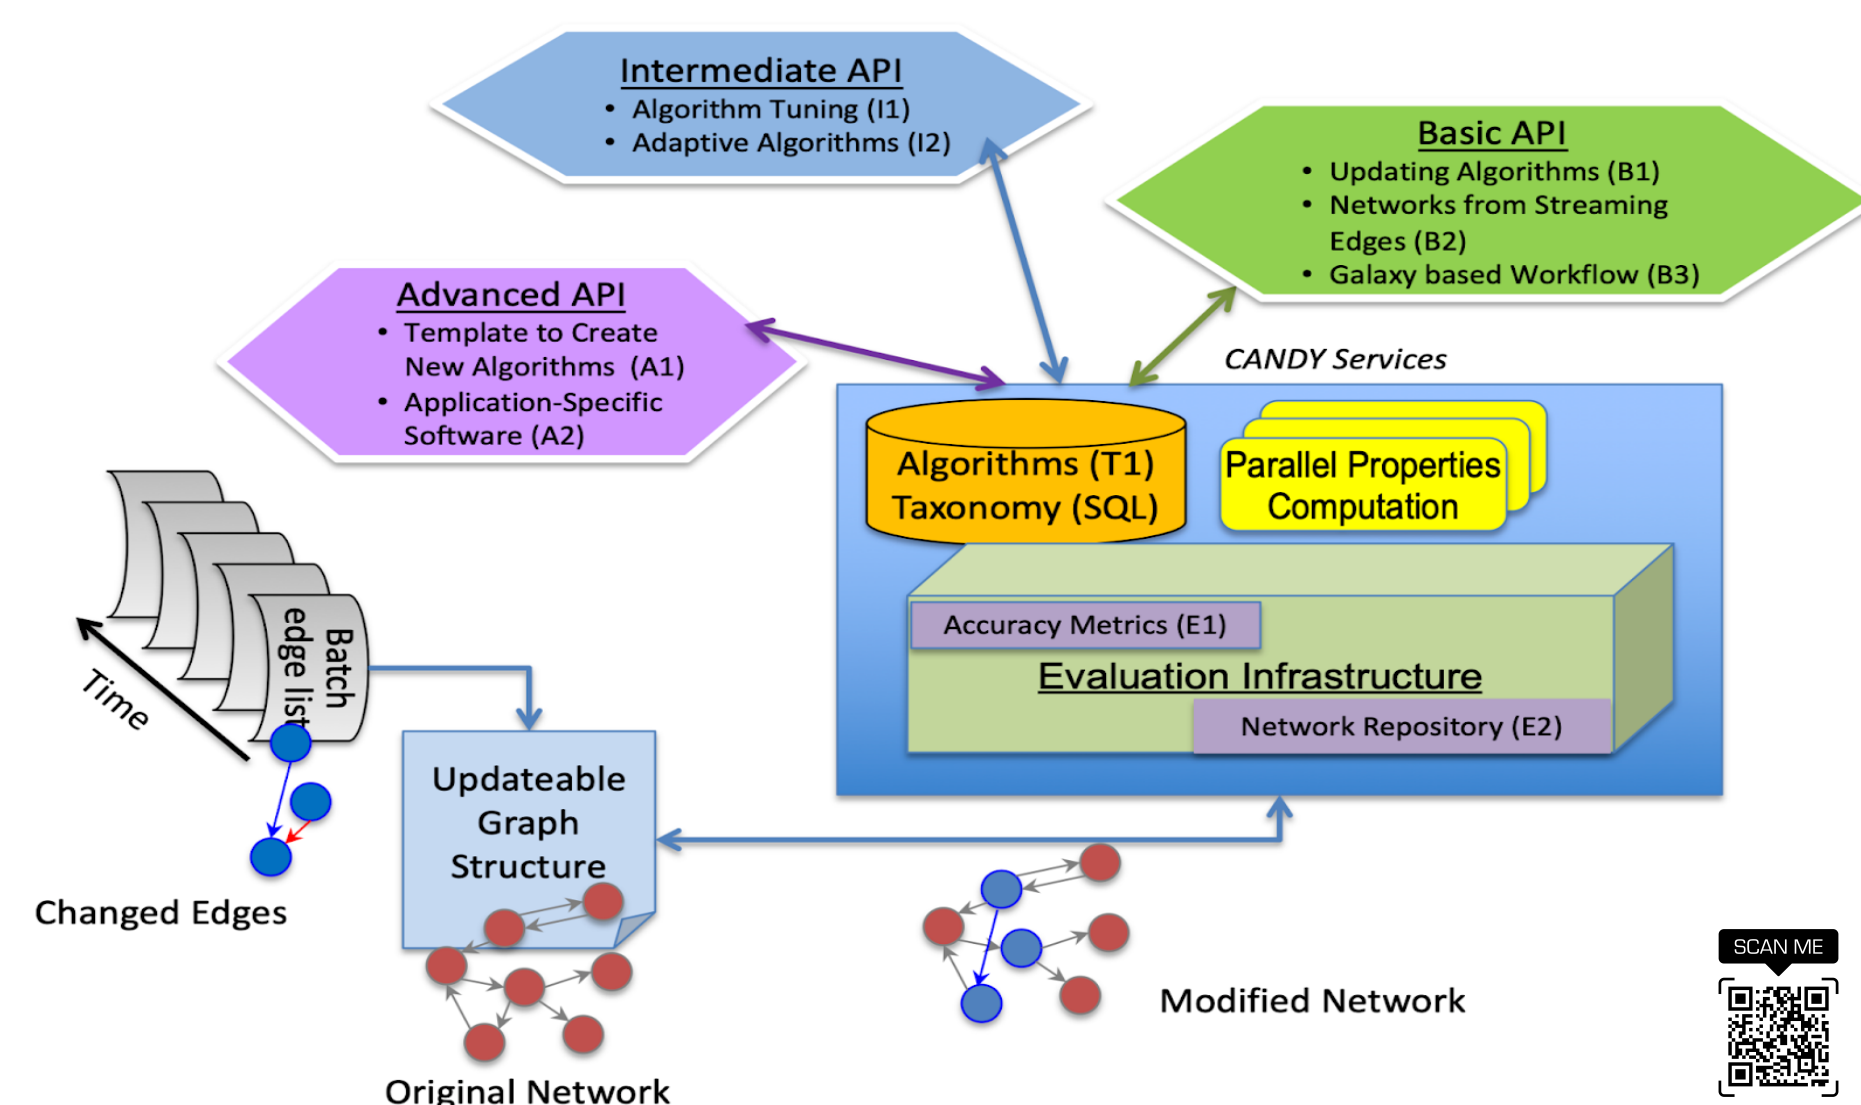 Intermediate API
• Algorithm Tuning (I1)
• Adaptive Algorithms (I2)
Basic API
• Updating Algorithms (B1)
• Networks from Streaming
Edges (B2)
• Galaxy based Workflow (B3)
Advanced API
• Template to Create
New Algorithms (A1)
• Application-Specific
Software (A2)
CANDY Services
Algorithms (T1)
Taxonomy (SQL)
Parallel Properties
Computation
Accuracy Metrics (E1)
Evaluation Infrastructure
Network Repository (E2)
Batch
edge list
Time
Changed Edges
Updateable
Graph
Structure
Original Network
Modified Network
SCAN ME